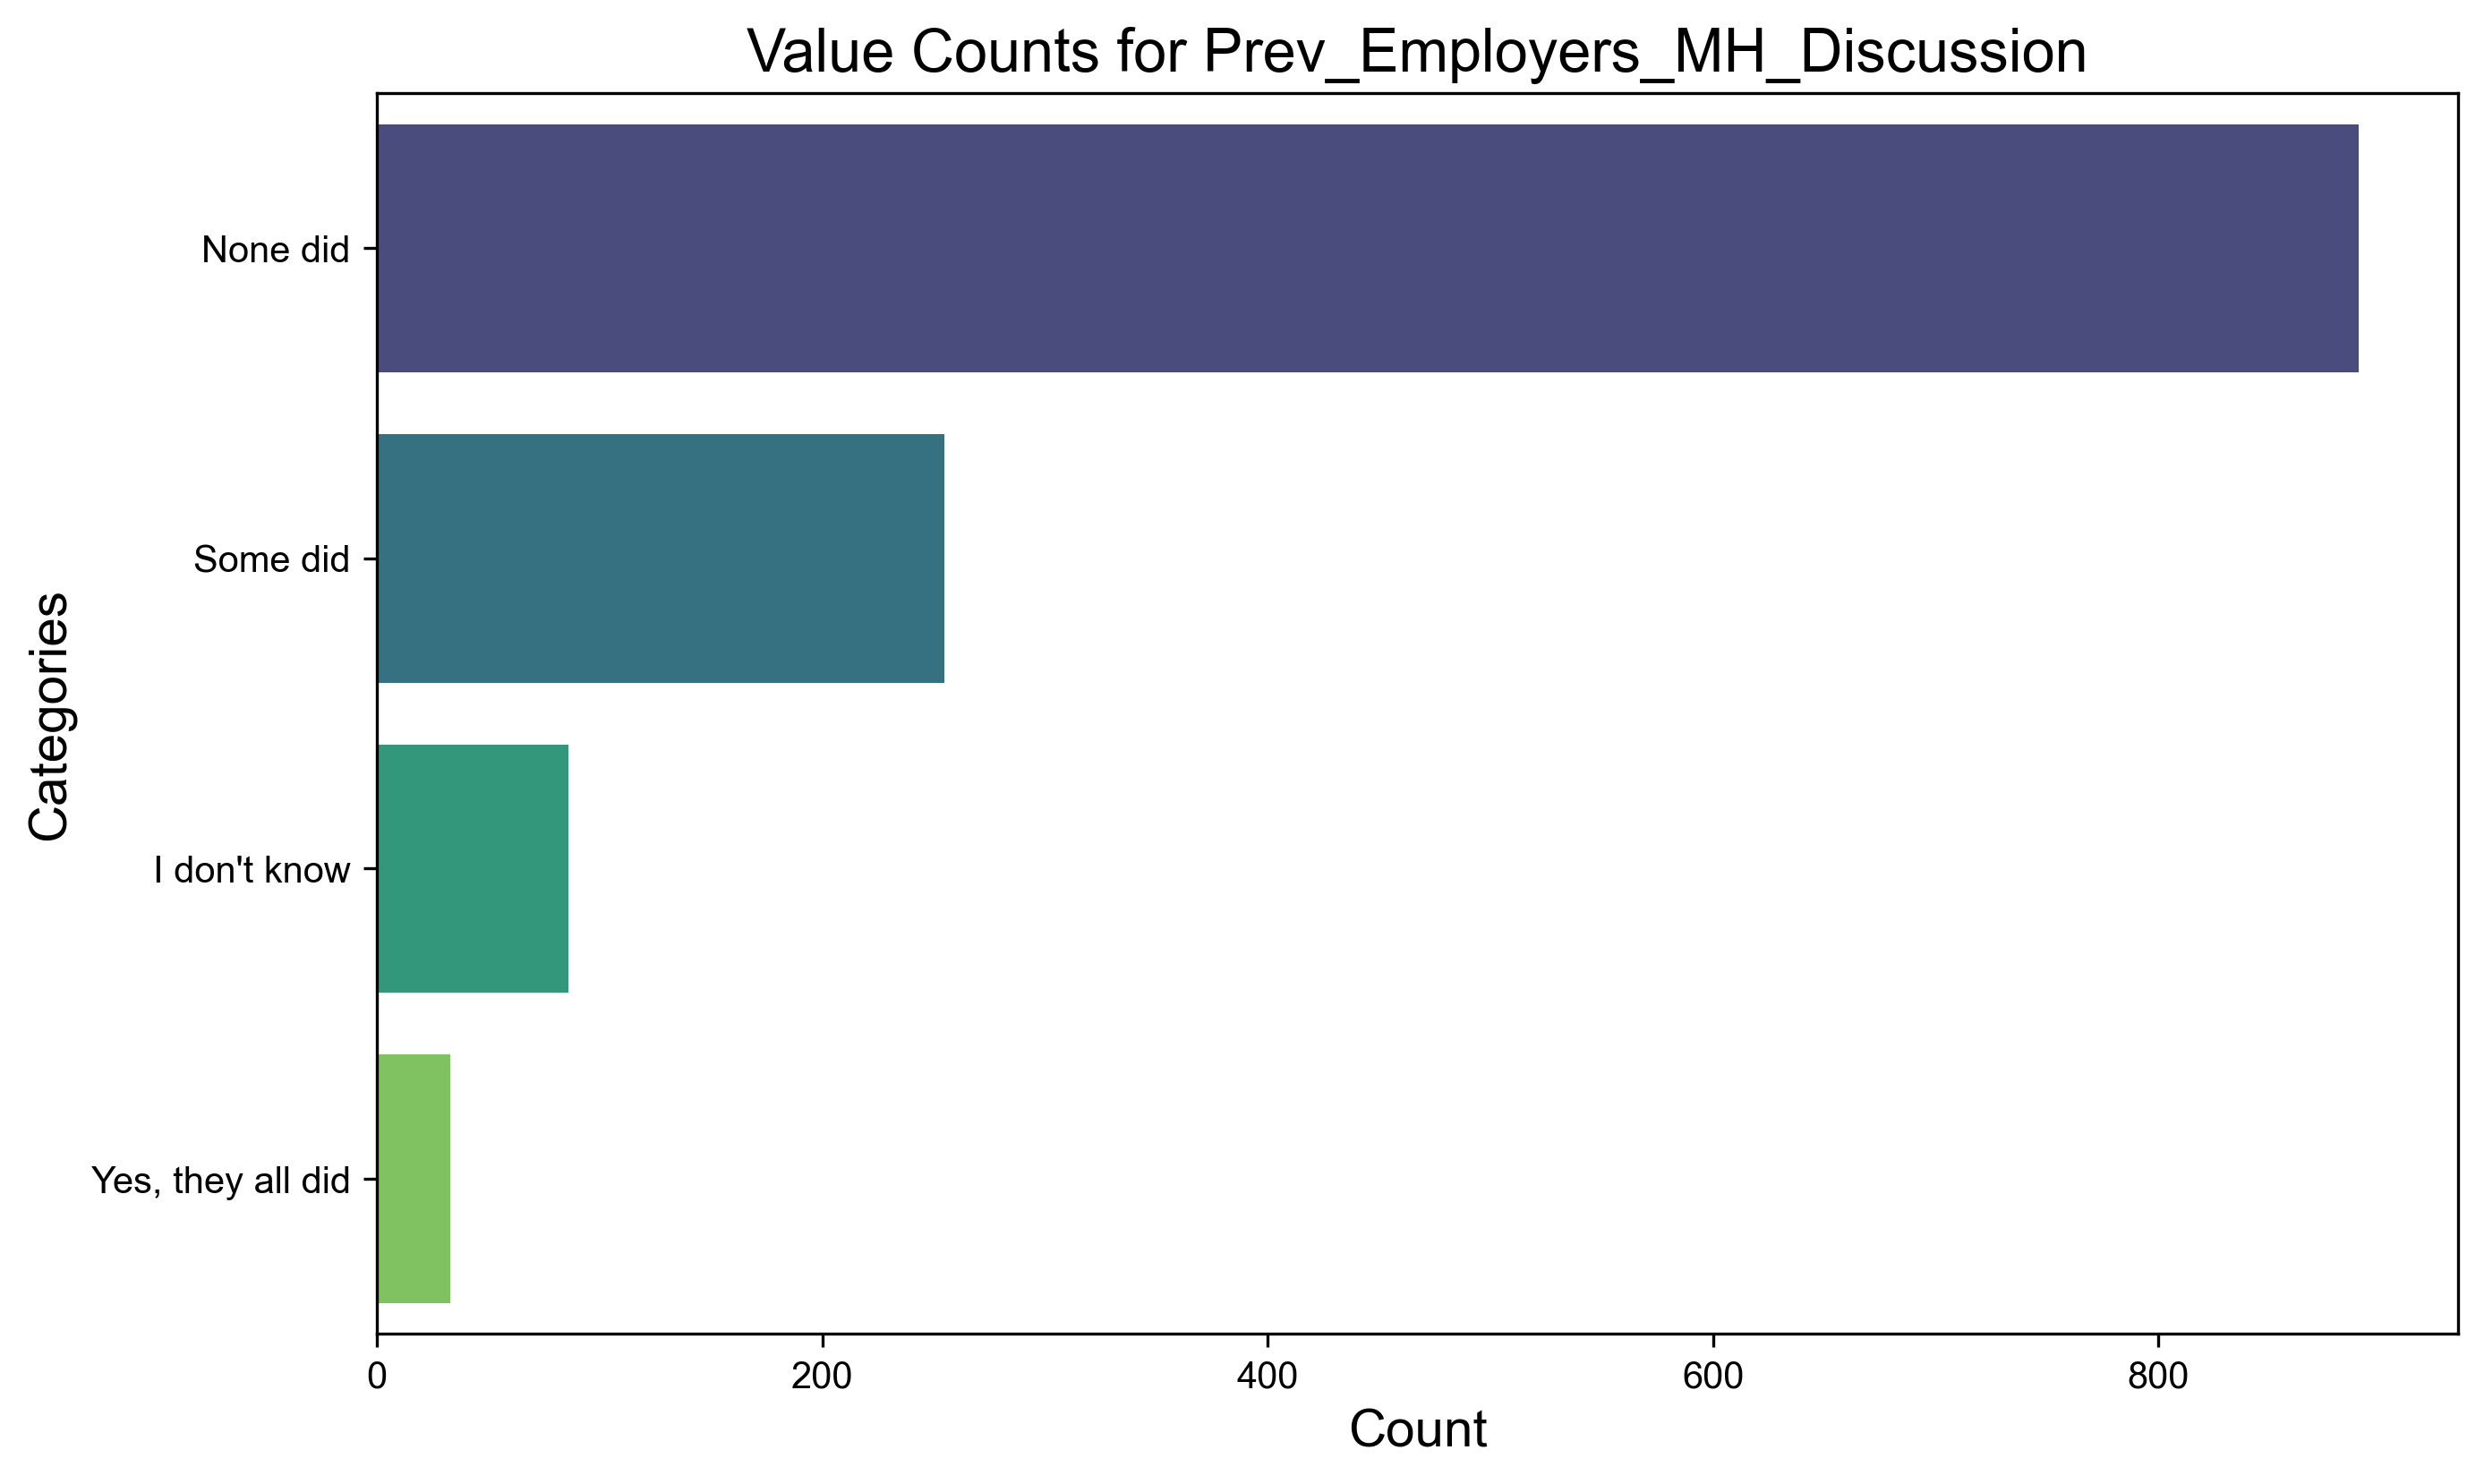 Value Counts for Prev_Employers_MH_Discussion
Categories
None did
Some did
I don't know
Yes, they all did
0 200 400 600 800
Count